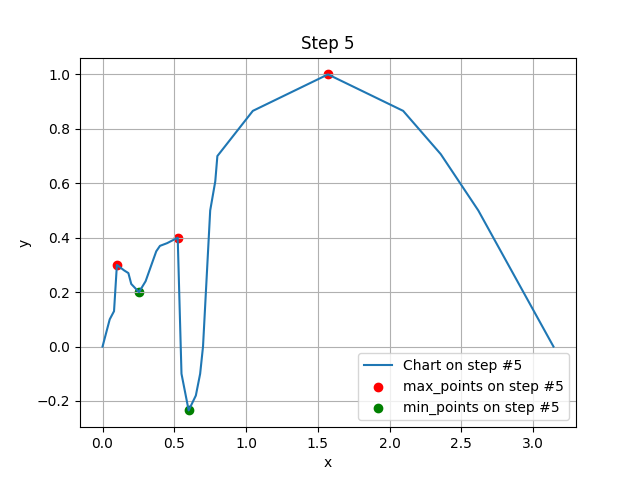 Step 5
1.0
0.8
0.6
0.4
0.2
0.0
−0.2
y
0.0 0.5 1.0 1.5 2.0 2.5 3.0
x
Chart on step #5
max_points on step #5
min_points on step #5